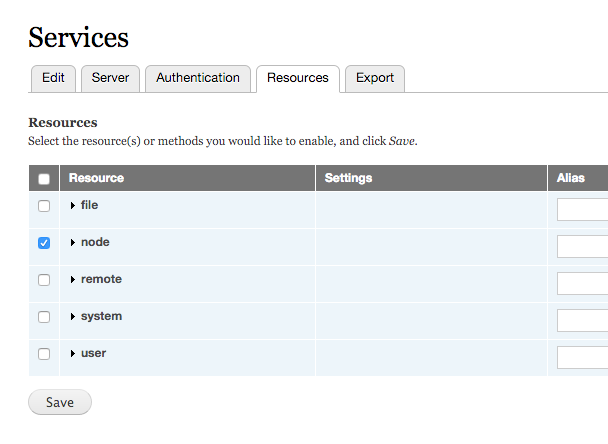 Services
Edit Server Authentication Resources Export
Resources
Select the resource(s) or methods you would like to enable, and click Save.
Resource Settings Alias
file
node
remote
system
user
Save